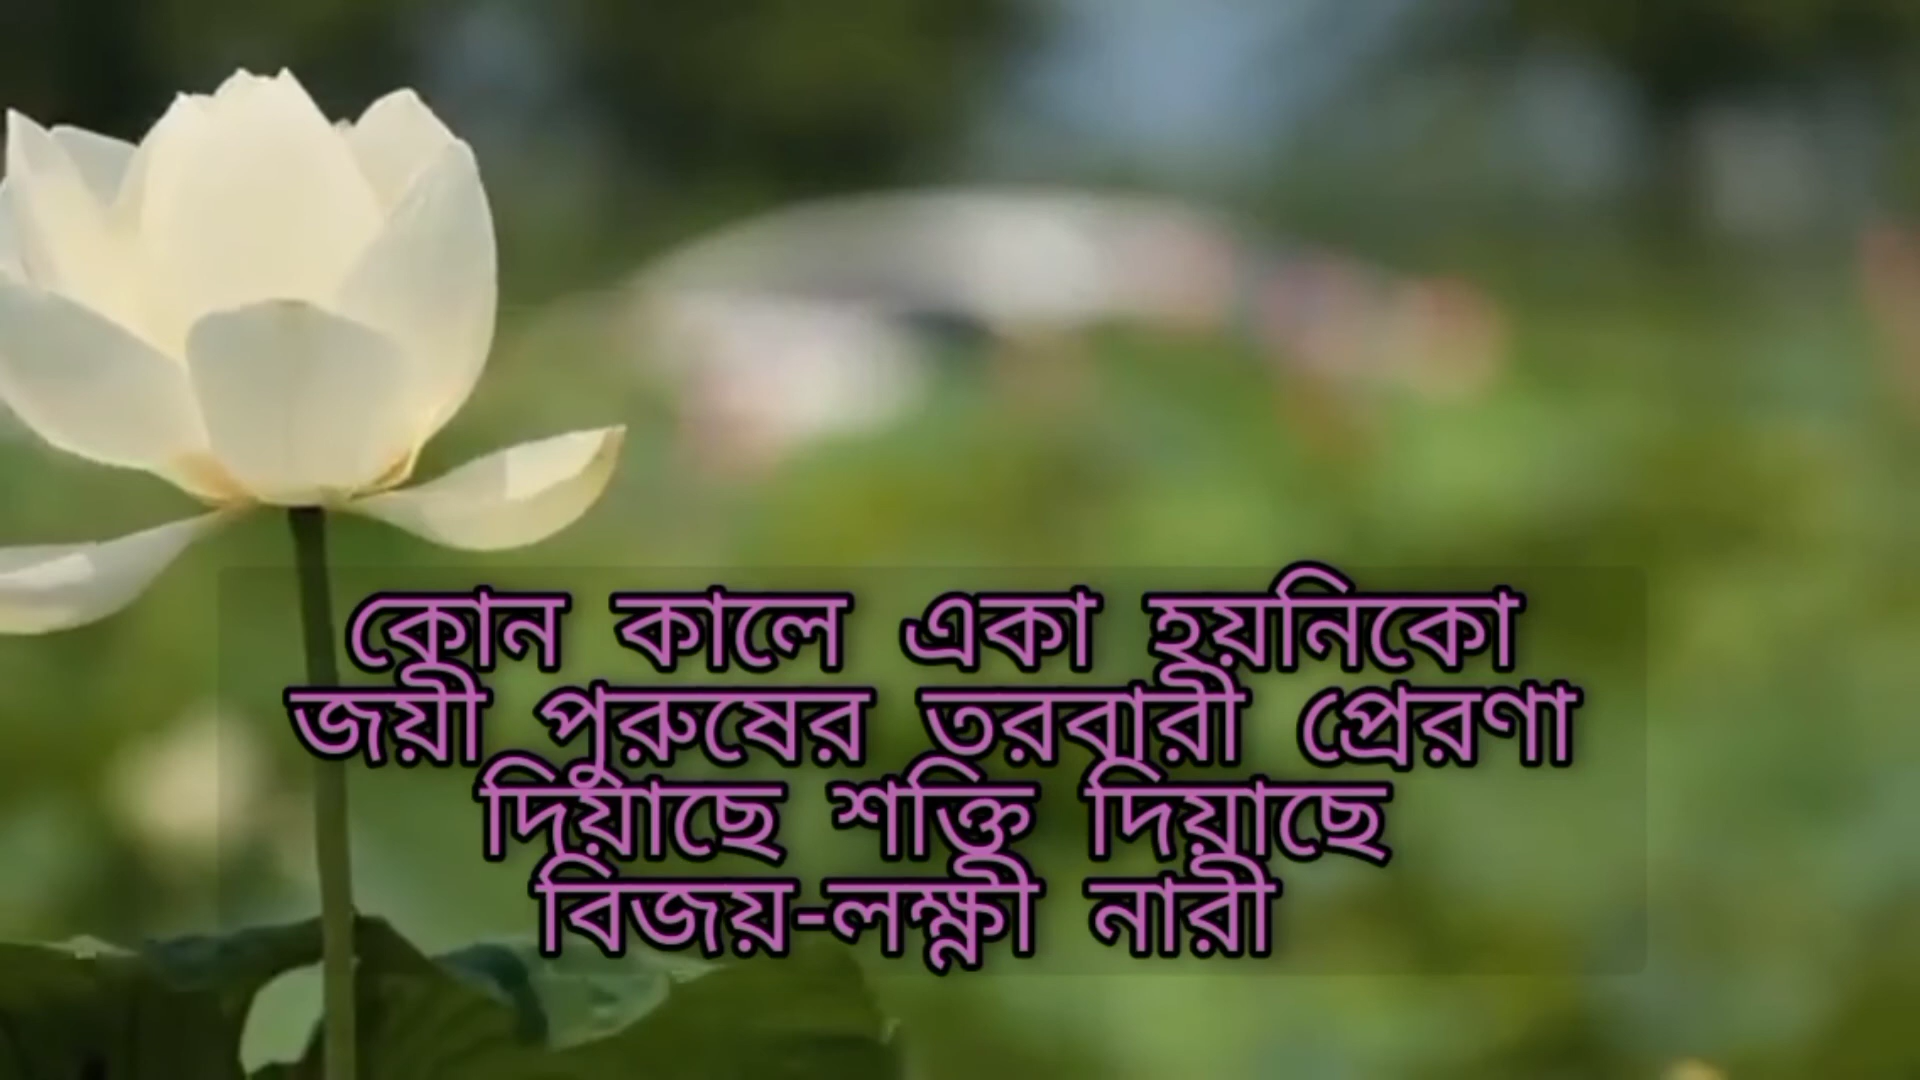 কোন কালে একা হয়নিকো
জয়ী পুরুষের তরবারী প্রেরণা
দিয়াছে শক্তি দিয়াছে
বিজয়-লক্ষ্ণী নারী